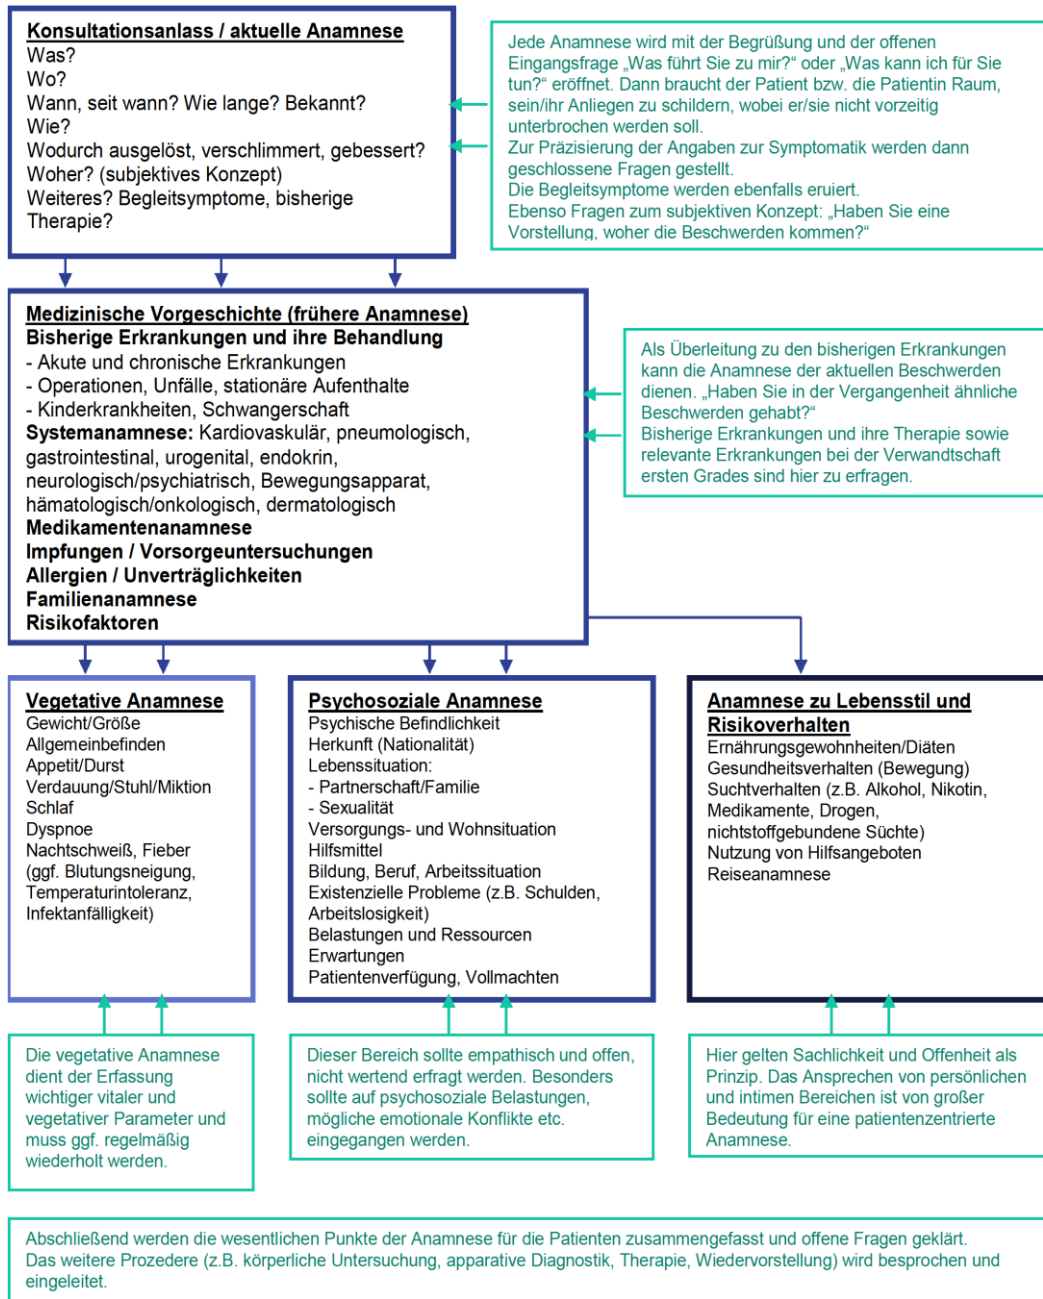 Konsultationsanlass / aktuelle Anamnese
Was?
Wo?
Wann, seit wann? Wie lange? Bekannt?
Wie?
Wodurch ausgelöst, verschlimmert, gebessert?
Woher? (subjektives Konzept)
Weiteres? Begleitsymptome, bisherige
Therapie?
Jede Anamnese wird mit der Begrüßung und der offenen
Eingangsfrage „Was führt Sie zu mir?“ oder „Was kann ich für Sie
tun?“ eröffnet. Dann braucht der Patient bzw. die Patientin Raum,
sein/ihr Anliegen zu schildern, wobei er/sie nicht vorzeitig
unterbrochen werden soll.
Zur Präzisierung der Angaben zur Symptomatik werden dann
geschlossene Fragen gestellt.
Die Begleitsymptome werden ebenfalls eruiert.
Ebenso Fragen zum subjektiven Konzept: „Haben Sie eine
Vorstellung, woher die Beschwerden kommen?“
Medizinische Vorgeschichte (frühere Anamnese)
Bisherige Erkrankungen und ihre Behandlung
- Akute und chronische Erkrankungen
- Operationen, Unfälle, stationäre Aufenthalte
- Kinderkrankheiten, Schwangerschaft
Systemanamnese: Kardiovaskulär, pneumologisch,
gastrointestinal, urogenital, endokrin,
neurologisch/psychiatrisch, Bewegungsapparat,
hämatologisch/onkologisch, dermatologisch
Medikamentenanamnese
Impfungen / Vorsorgeuntersuchungen
Allergien / Unverträglichkeiten
Familienanamnese
Risikofaktoren
Als Überleitung zu den bisherigen Erkrankungen
kann die Anamnese der aktuellen Beschwerden
dienen. „Haben Sie in der Vergangenheit ähnliche
Beschwerden gehabt?“
Bisherige Erkrankungen und ihre Therapie sowie
relevante Erkrankungen bei der Verwandtschaft
ersten Grades sind hier zu erfragen.
Vegetative Anamnese
Gewicht/Größe
Allgemeinbefinden
Appetit/Durst
Verdauung/Stuhl/Miktion
Schlaf
Dyspnoe
Nachtschweiß, Fieber
(ggf. Blutungsneigung,
Temperaturintoleranz,
Infektanfälligkeit)
Psychosoziale Anamnese
Psychische Befindlichkeit
Herkunft (Nationalität)
Lebenssituation:
- Partnerschaft/Familie
- Sexualität
Versorgungs- und Wohnsituation
Hilfsmittel
Bildung, Beruf, Arbeitssituation
Existenzielle Probleme (z.B. Schulden,
Arbeitslosigkeit)
Belastungen und Ressourcen
Erwartungen
Patientenverfügung, Vollmachten
Anamnese zu Lebensstil und
Risikoverhalten
Ernährungsgewohnheiten/Diäten
Gesundheitsverhalten (Bewegung)
Suchtverhalten (z.B. Alkohol, Nikotin,
Medikamente, Drogen,
nichtstoffgebundene Süchte)
Nutzung von Hilfsangeboten
Reiseanamnese
Die vegetative Anamnese
dient der Erfassung
wichtiger vitaler und
vegetativer Parameter und
muss ggf. regelmäßig
wiederholt werden.
Dieser Bereich sollte empathisch und offen,
nicht wertend erfragt werden. Besonders
sollte auf psychosoziale Belastungen,
mögliche emotionale Konflikte etc.
eingegangen werden.
Hier gelten Sachlichkeit und Offenheit als
Prinzip. Das Ansprechen von persönlichen
und intimen Bereichen ist von großer
Bedeutung für eine patientenzentrierte
Anamnese.
Abschließend werden die wesentlichen Punkte der Anamnese für die Patienten zusammengefasst und offene Fragen geklärt.
Das weitere Prozedere (z.B. körperliche Untersuchung, apparative Diagnostik, Therapie, Wiedervorstellung) wird besprochen und
eingeleitet.